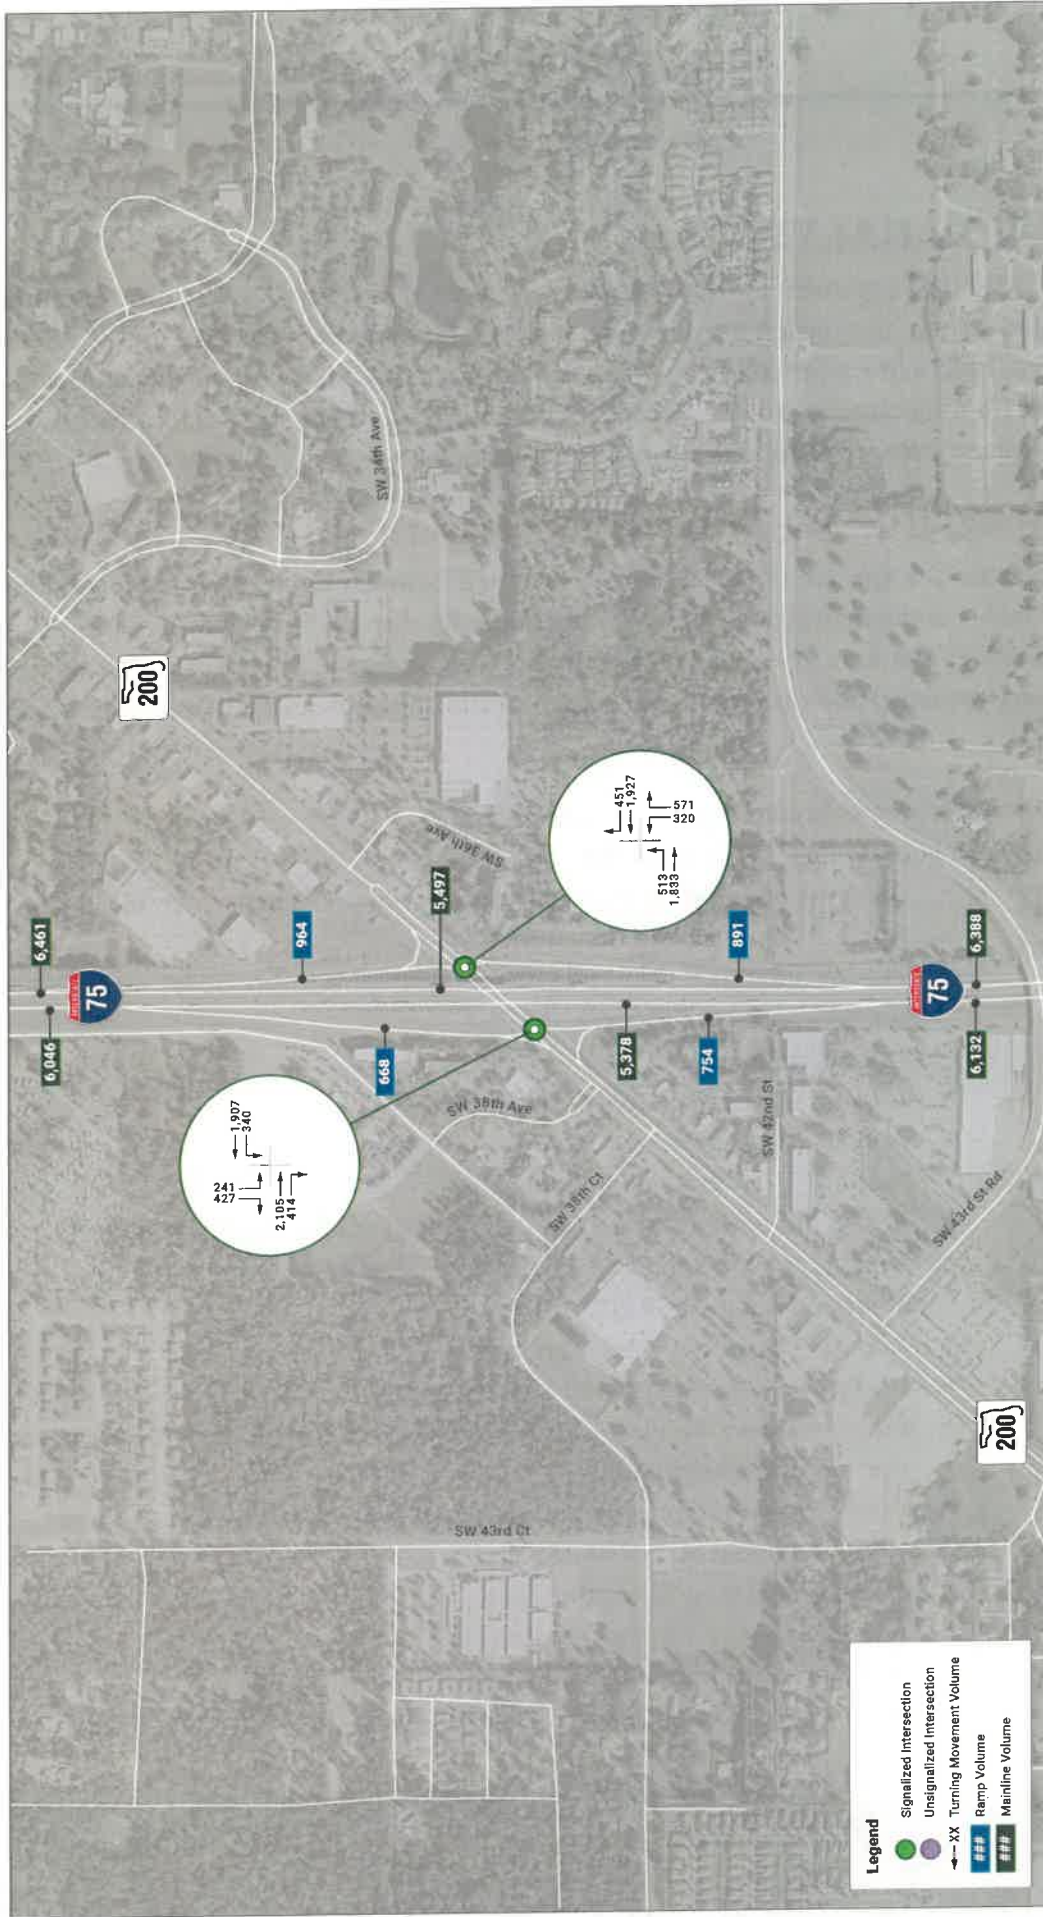 200
6,461
6,046
INTERSTATE
75
964
668
5,497
5,378
891
754
INTERSTATE
75
6,388
6,132
200
SW 34th Ave
SW 36th Ave
SW 38th Ave
SW 38th Ct
SW 42nd St
SW 43rd St Rd
SW 43rd Ct
451
1,927
571
320
513
1,833
1,907
340
241
427
2,105
414
Legend
Signalized Intersection
Unsignalized Intersection
XX Turning Movement Volume
### Ramp Volume
### Mainline Volume